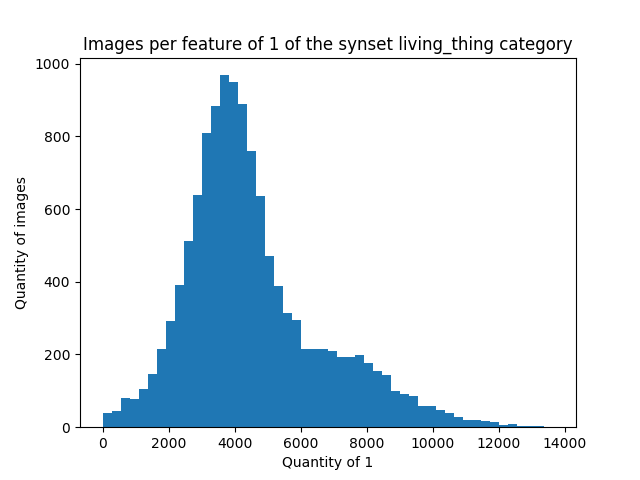 Images per feature of 1 of the synset living_thing category
1000
800
600
400
200
0
Quantity of images
0 2000 4000 6000 8000 10000 12000 14000
Quantity of 1